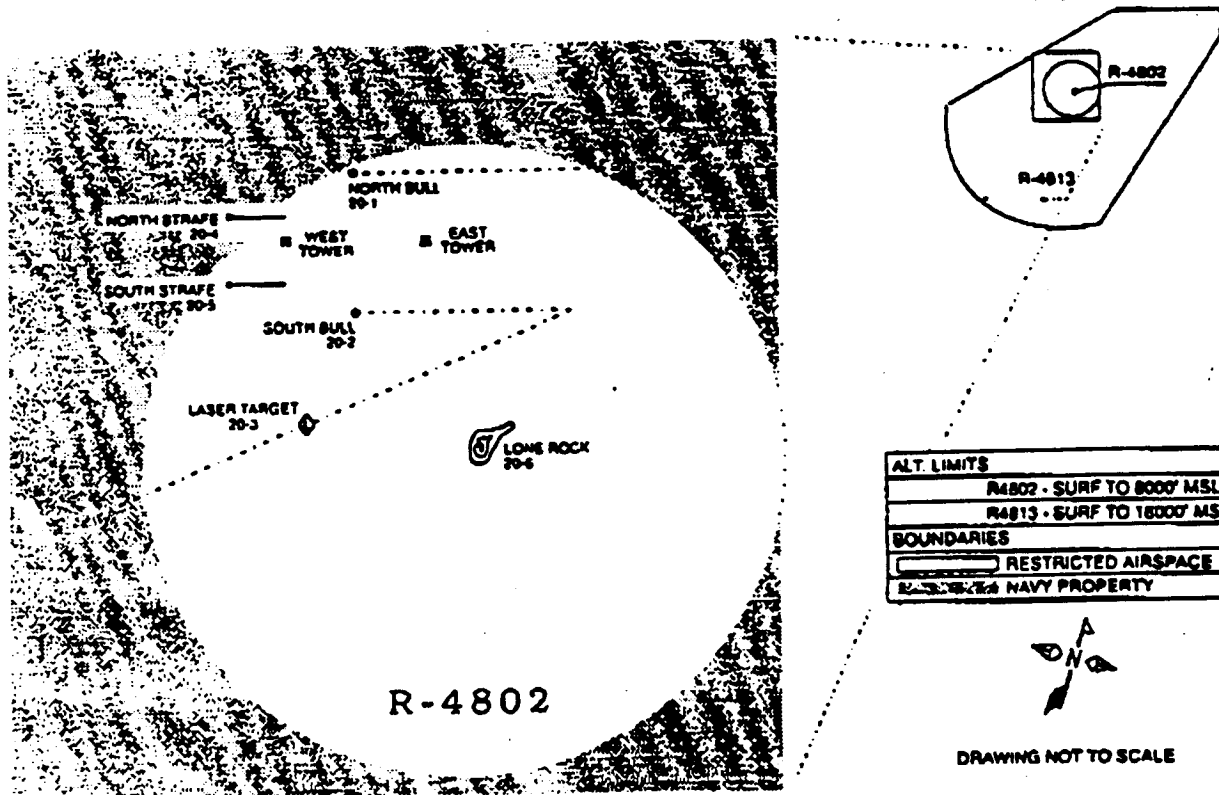 R-4802
R-4813
NORTH BULL
20-1
NORTH STRAFE
20-4
WEST
TOWER
EAST
TOWER
SOUTH STRAFE
20-5
SOUTH BULL
20-2
LASER TARGET
20-3
LONE ROCK
20-6
R-4802
ALT. LIMITS
R4802 - SURF TO 8000' MSL
R4813 - SURF TO 18000' MS
BOUNDARIES
RESTRICTED AIRSPACE
NAVY PROPERTY
N
DRAWING NOT TO SCALE